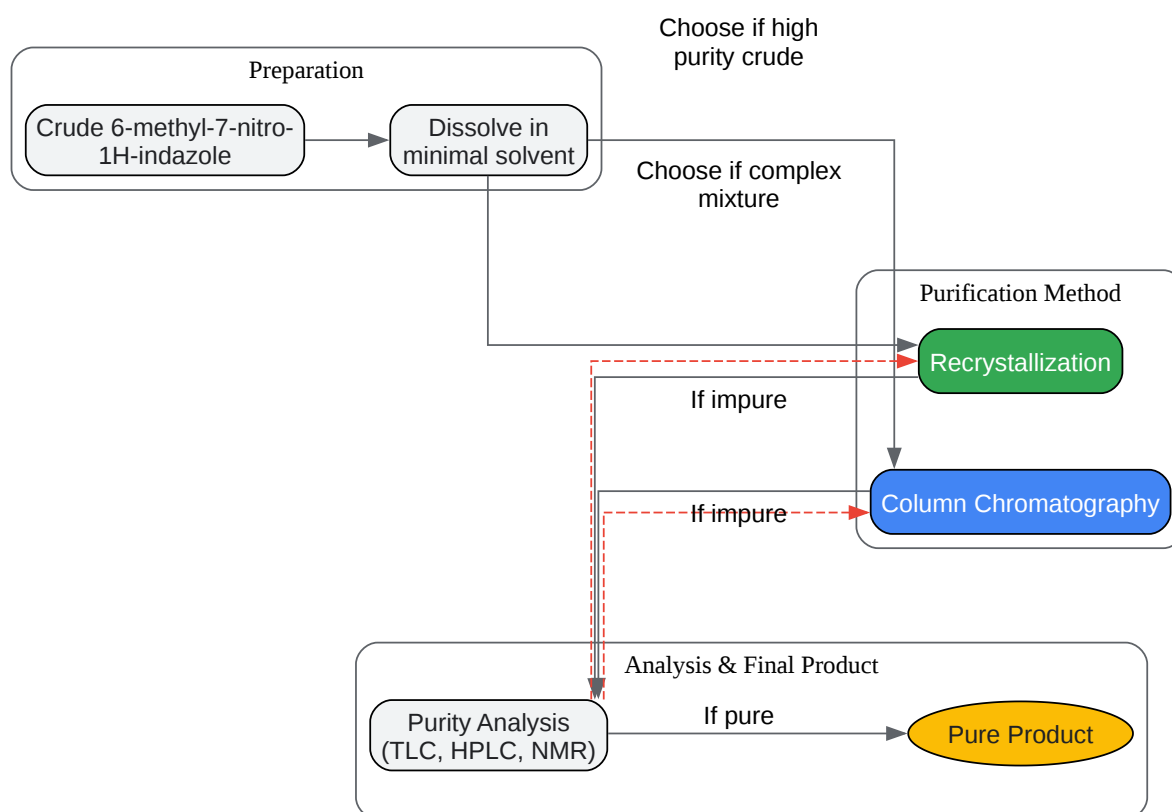 Choose if high
purity crude
Preparation
Crude 6-methyl-7-nitro-
1H-indazole
Dissolve in
minimal solvent
Choose if complex
mixture
Purification Method
Recrystallization
If impure
Column Chromatography
If impure
Analysis & Final Product
Purity Analysis
(TLC, HPLC, NMR)
If pure
Pure Product